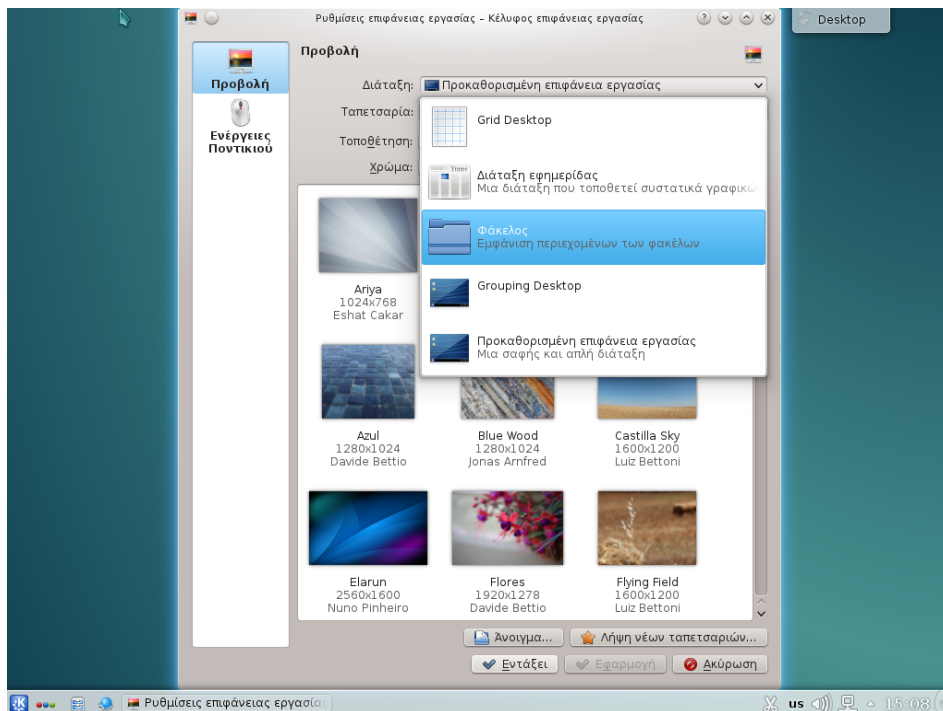 Ρυθμίσεις επιφάνειας εργασίας – Κέλυφος επιφάνειας εργασίας
Desktop
Προβολή
Ενέργειες
Ποντικιού
Προβολή
Διάταξη: Προκαθορισμένη επιφάνεια εργασίας
Ταπετσαρία:
Τοποθέτηση:
Χρώμα:
Grid Desktop
Times
Διάταξη εφημερίδας
Μια διάταξη που τοποθετεί συστατικά γραφικώ
Φάκελος
Εμφάνιση περιεχομένων των φακέλων
Grouping Desktop
Προκαθορισμένη επιφάνεια εργασίας
Μια σαφής και απλή διάταξη
Ariya
1024x768
Eshat Cakar
Azul
1280x1024
Davide Bettio
Blue Wood
1280x1024
Jonas Arnfred
Castilla Sky
1600x1200
Luiz Bettoni
Elarun
2560x1600
Nuno Pinheiro
Flores
1920x1278
Davide Bettio
Flying Field
1600x1200
Luiz Bettoni
Άνοιγμα... Λήψη νέων ταπετσαριών...
Εντάξει Εφαρμογή Ακύρωση
Ρυθμίσεις επιφάνειας εργασίας us 15:08